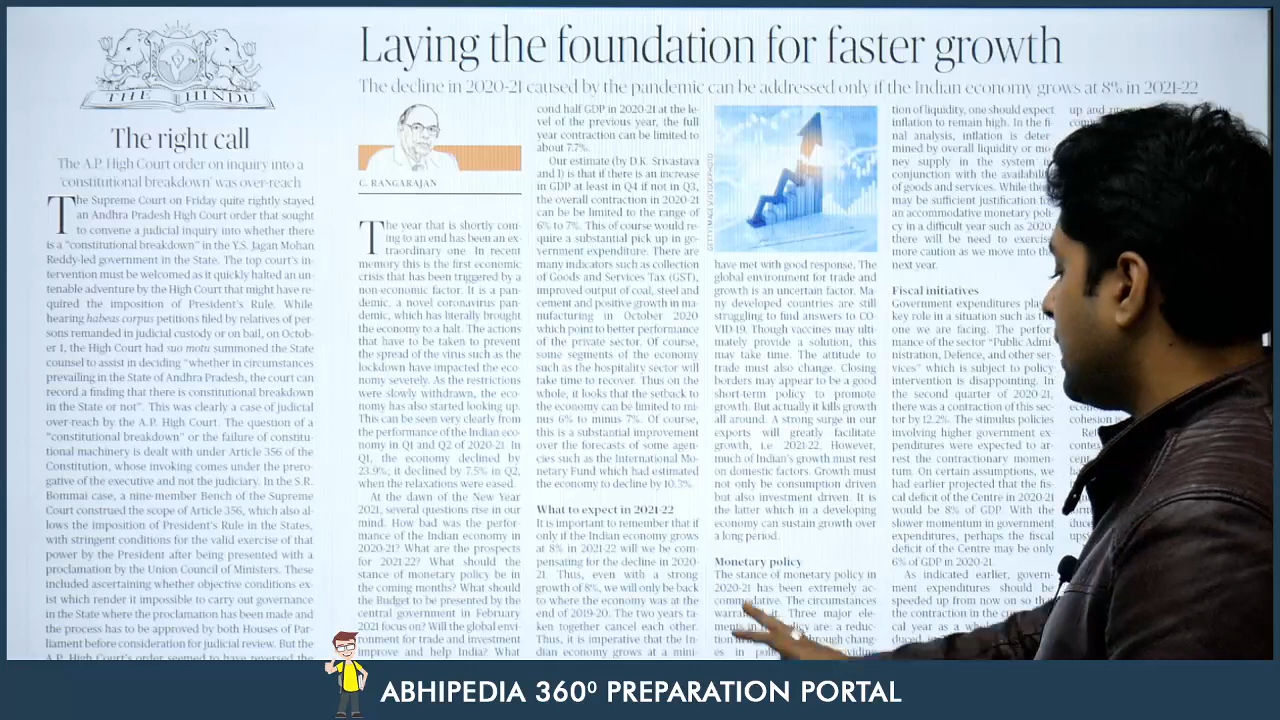 THE HINDU
The right call
The A.P. High Court order on inquiry into a
'constitutional breakdown' was over-reach
The Supreme Court on Friday quite rightly stayed
an Andhra Pradesh High Court order that sought
to convene a judicial inquiry into whether there
is a "constitutional breakdown" in the Y.S. Jagan Mohan
Reddy-led government in the State. The top court's in-
tervention must be welcomed as it quickly halted an un-
tenable adventure by the High Court that might have re-
quired the imposition of President's Rule. While
hearing habeas corpus petitions filed by relatives of per-
sons remanded in judicial custody or on bail, on Octob-
er 1, the High Court had suo motu summoned the State
counsel to assist in deciding "whether in circumstances
prevailing in the State of Andhra Pradesh, the court can
record a finding that there is constitutional breakdown
in the State or not". This was clearly a case of judicial
over-reach by the A.P. High Court. The question of a
"constitutional breakdown" or the failure of constitu-
tional machinery is dealt with under Article 356 of the
Constitution, whose invoking comes under the prero-
gative of the executive and not the judiciary. In the S.R.
Bommai case, a nine-member Bench of the Supreme
Court construed the scope of Article 356, which also al-
lows the imposition of President's Rule in the States,
with stringent conditions for the valid exercise of that
power by the President after being presented with a
proclamation by the Union Council of Ministers. These
included ascertaining whether objective conditions ex-
ist which render it impossible to carry out governance
in the State where the proclamation has been made and
the process has to be approved by both Houses of Par-
liament before consideration for judicial review. But the
A.P. High Court's order seemed to have reversed the
Laying the foundation for faster growth
The decline in 2020-21 caused by the pandemic can be addressed only if the Indian economy grows at 8% in 2021-22
C. RANGARAJAN
The year that is shortly com-
ing to an end has been an ex-
traordinary one. In recent
memory this is the first economic
crisis that has been triggered by a
non-economic factor. It is a pan-
demic, a novel coronavirus pan-
demic, which has literally brought
the economy to a halt. The actions
that have to be taken to prevent
the spread of the virus such as the
lockdown have impacted the eco-
nomy severely. As the restrictions
were slowly withdrawn, the eco-
nomy has also started looking up.
This can be seen very clearly from
the performance of the Indian eco-
nomy in Q1 and Q2 of 2020-21. In
Q1, the economy declined by
23.9%; it declined by 7.5% in Q2,
when the relaxations were eased.
At the dawn of the New Year
2021, several questions rise in our
mind. How bad was the perfor-
mance of the Indian economy in
2020-21? What are the prospects
for 2021-22? What should the
stance of monetary policy be in
the coming months? What should
the Budget to be presented by the
central government in February
2021 focus on? Will the global envi-
ronment for trade and investment
improve and help India? What
cond half GDP in 2020-21 at the le-
vel of the previous year, the full
year contraction can be limited to
about 7.7%.
Our estimate (by D.K. Srivastava
and I) is that if there is an increase
in GDP at least in Q4 if not in Q3,
the overall contraction in 2020-21
can be be limited to the range of
6% to 7%. This of course would re-
quire a substantial pick up in go-
vernment expenditure. There are
many indicators such as collection
of Goods and Services Tax (GST),
improved output of coal, steel and
cement and positive growth in ma-
nufacturing in October 2020
which point to better performance
of the private sector. Of course,
some segments of the economy
such as the hospitality sector will
take time to recover. Thus on the
whole, it looks that the setback to
the economy can be limited to mi-
nus 6% to minus 7%. Of course,
this is a substantial improvement
over the forecasts of some agen-
cies such as the International Mo-
netary Fund which had estimated
the economy to decline by 10.3%.
What to expect in 2021-22
It is important to remember that if
only if the Indian economy grows
at 8% in 2021-22 will we be com-
pensating for the decline in 2020-
21. Thus, even with a strong
growth of 8%, we will only be back
to where the economy was at the
end of 2019-20. The two years ta-
ken together cancel each other.
Thus, it is imperative that the In-
dian economy grows at a mini-
GETTY IMAGES/ISTOCKPHOTO
have met with good response. The
global environment for trade and
growth is an uncertain factor. Ma-
ny developed countries are still
struggling to find answers to CO-
VID-19. Though vaccines may ulti-
mately provide a solution, this
may take time. The attitude to
trade must also change. Closing
borders may appear to be a good
short-term policy to promote
growth. But actually it kills growth
all around. A strong surge in our
exports will greatly facilitate
growth, i.e. 2021-22. However,
much of India's growth must rest
on domestic factors. Growth must
not only be consumption driven
but also investment driven. It is
the latter which in a developing
economy can sustain growth over
a long period.
Monetary policy
The stance of monetary policy in
2020-21 has been extremely ac-
commodative. The circumstances
it. Three major ele-
ments in policy are: a reduc-
tion through chang-
es in
tion of liquidity, one should expect
inflation to remain high. In the fi-
nal analysis, inflation is deter-
mined by overall liquidity or mo-
ney supply in the system in
conjunction with the availability
of goods and services. While there
may be sufficient justification for
an accommodative monetary pol-
icy in a difficult year such as 2020,
there will be need to exercise
more caution as we move into the
next year.
Fiscal initiatives
Government expenditures play
key role in a situation such as the
one we are facing. The perfor-
mance of the sector "Public Admi-
nistration, Defence, and other ser-
vices" which is subject to policy
intervention is disappointing. In
the second quarter of 2020-21,
there was a contraction of this sec-
tor by 12.2%. The stimulus policies
involving higher government ex-
penditures were expected to ar-
rest the contractionary momen-
tum. On certain assumptions, we
had earlier projected that the fis-
cal deficit of the Centre in 2020-21
would be 8% of GDP. With the
slower momentum in government
expenditures, perhaps the fiscal
deficit of the Centre may be only
6% of GDP in 2020-21.
As indicated earlier, govern-
ment expenditures should be
speeded up from now on so that
the contraction in the
cal year as a
up and
ABHIPEDIA 360⁰ PREPARATION PORTAL